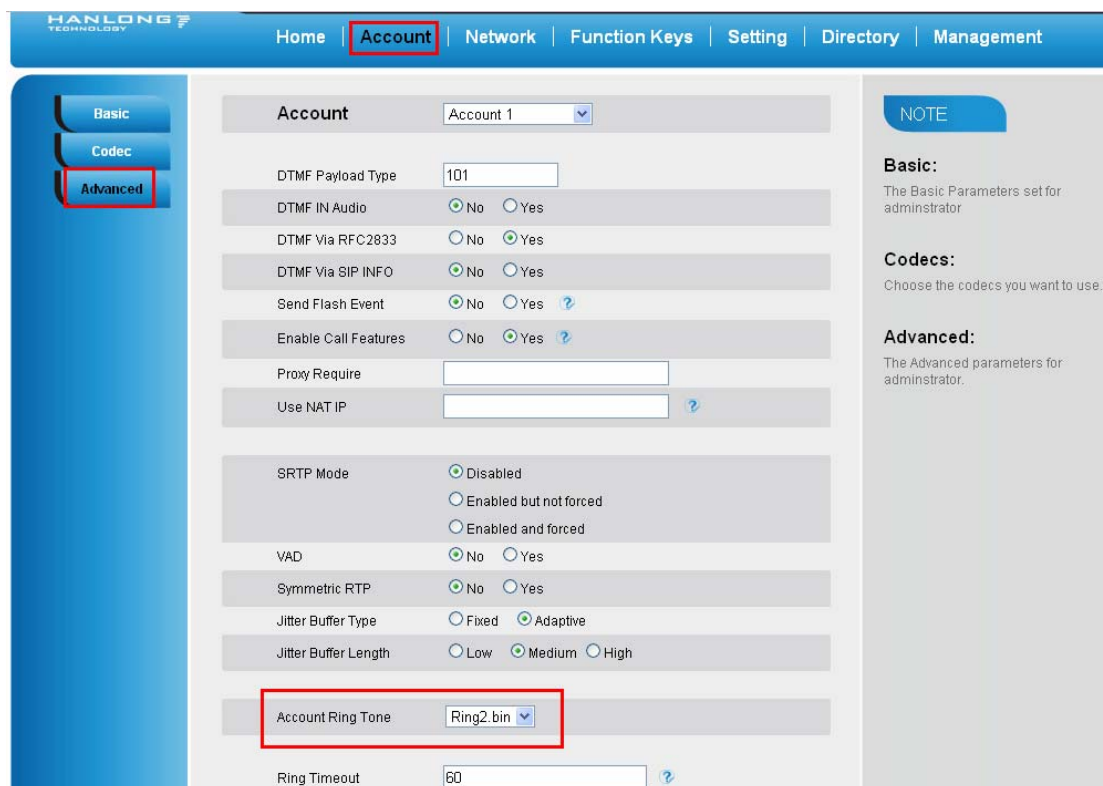 HANLONG
TECHNOLOGY
Home | Account | Network | Function Keys | Setting | Directory | Management
Basic
Codec
Advanced
Account Account 1
DTMF Payload Type 101
DTMF IN Audio No Yes
DTMF Via RFC2833 No Yes
DTMF Via SIP INFO No Yes
Send Flash Event No Yes ?
Enable Call Features No Yes ?
Proxy Require
Use NAT IP ?
SRTP Mode Disabled
Enabled but not forced
Enabled and forced
VAD No Yes
Symmetric RTP No Yes
Jitter Buffer Type Fixed Adaptive
Jitter Buffer Length Low Medium High
Account Ring Tone Ring2.bin
Ring Timeout 60 ?
NOTE
Basic:
The Basic Parameters set for
adminstrator
Codecs:
Choose the codecs you want to use.
Advanced:
The Advanced parameters for
adminstrator.